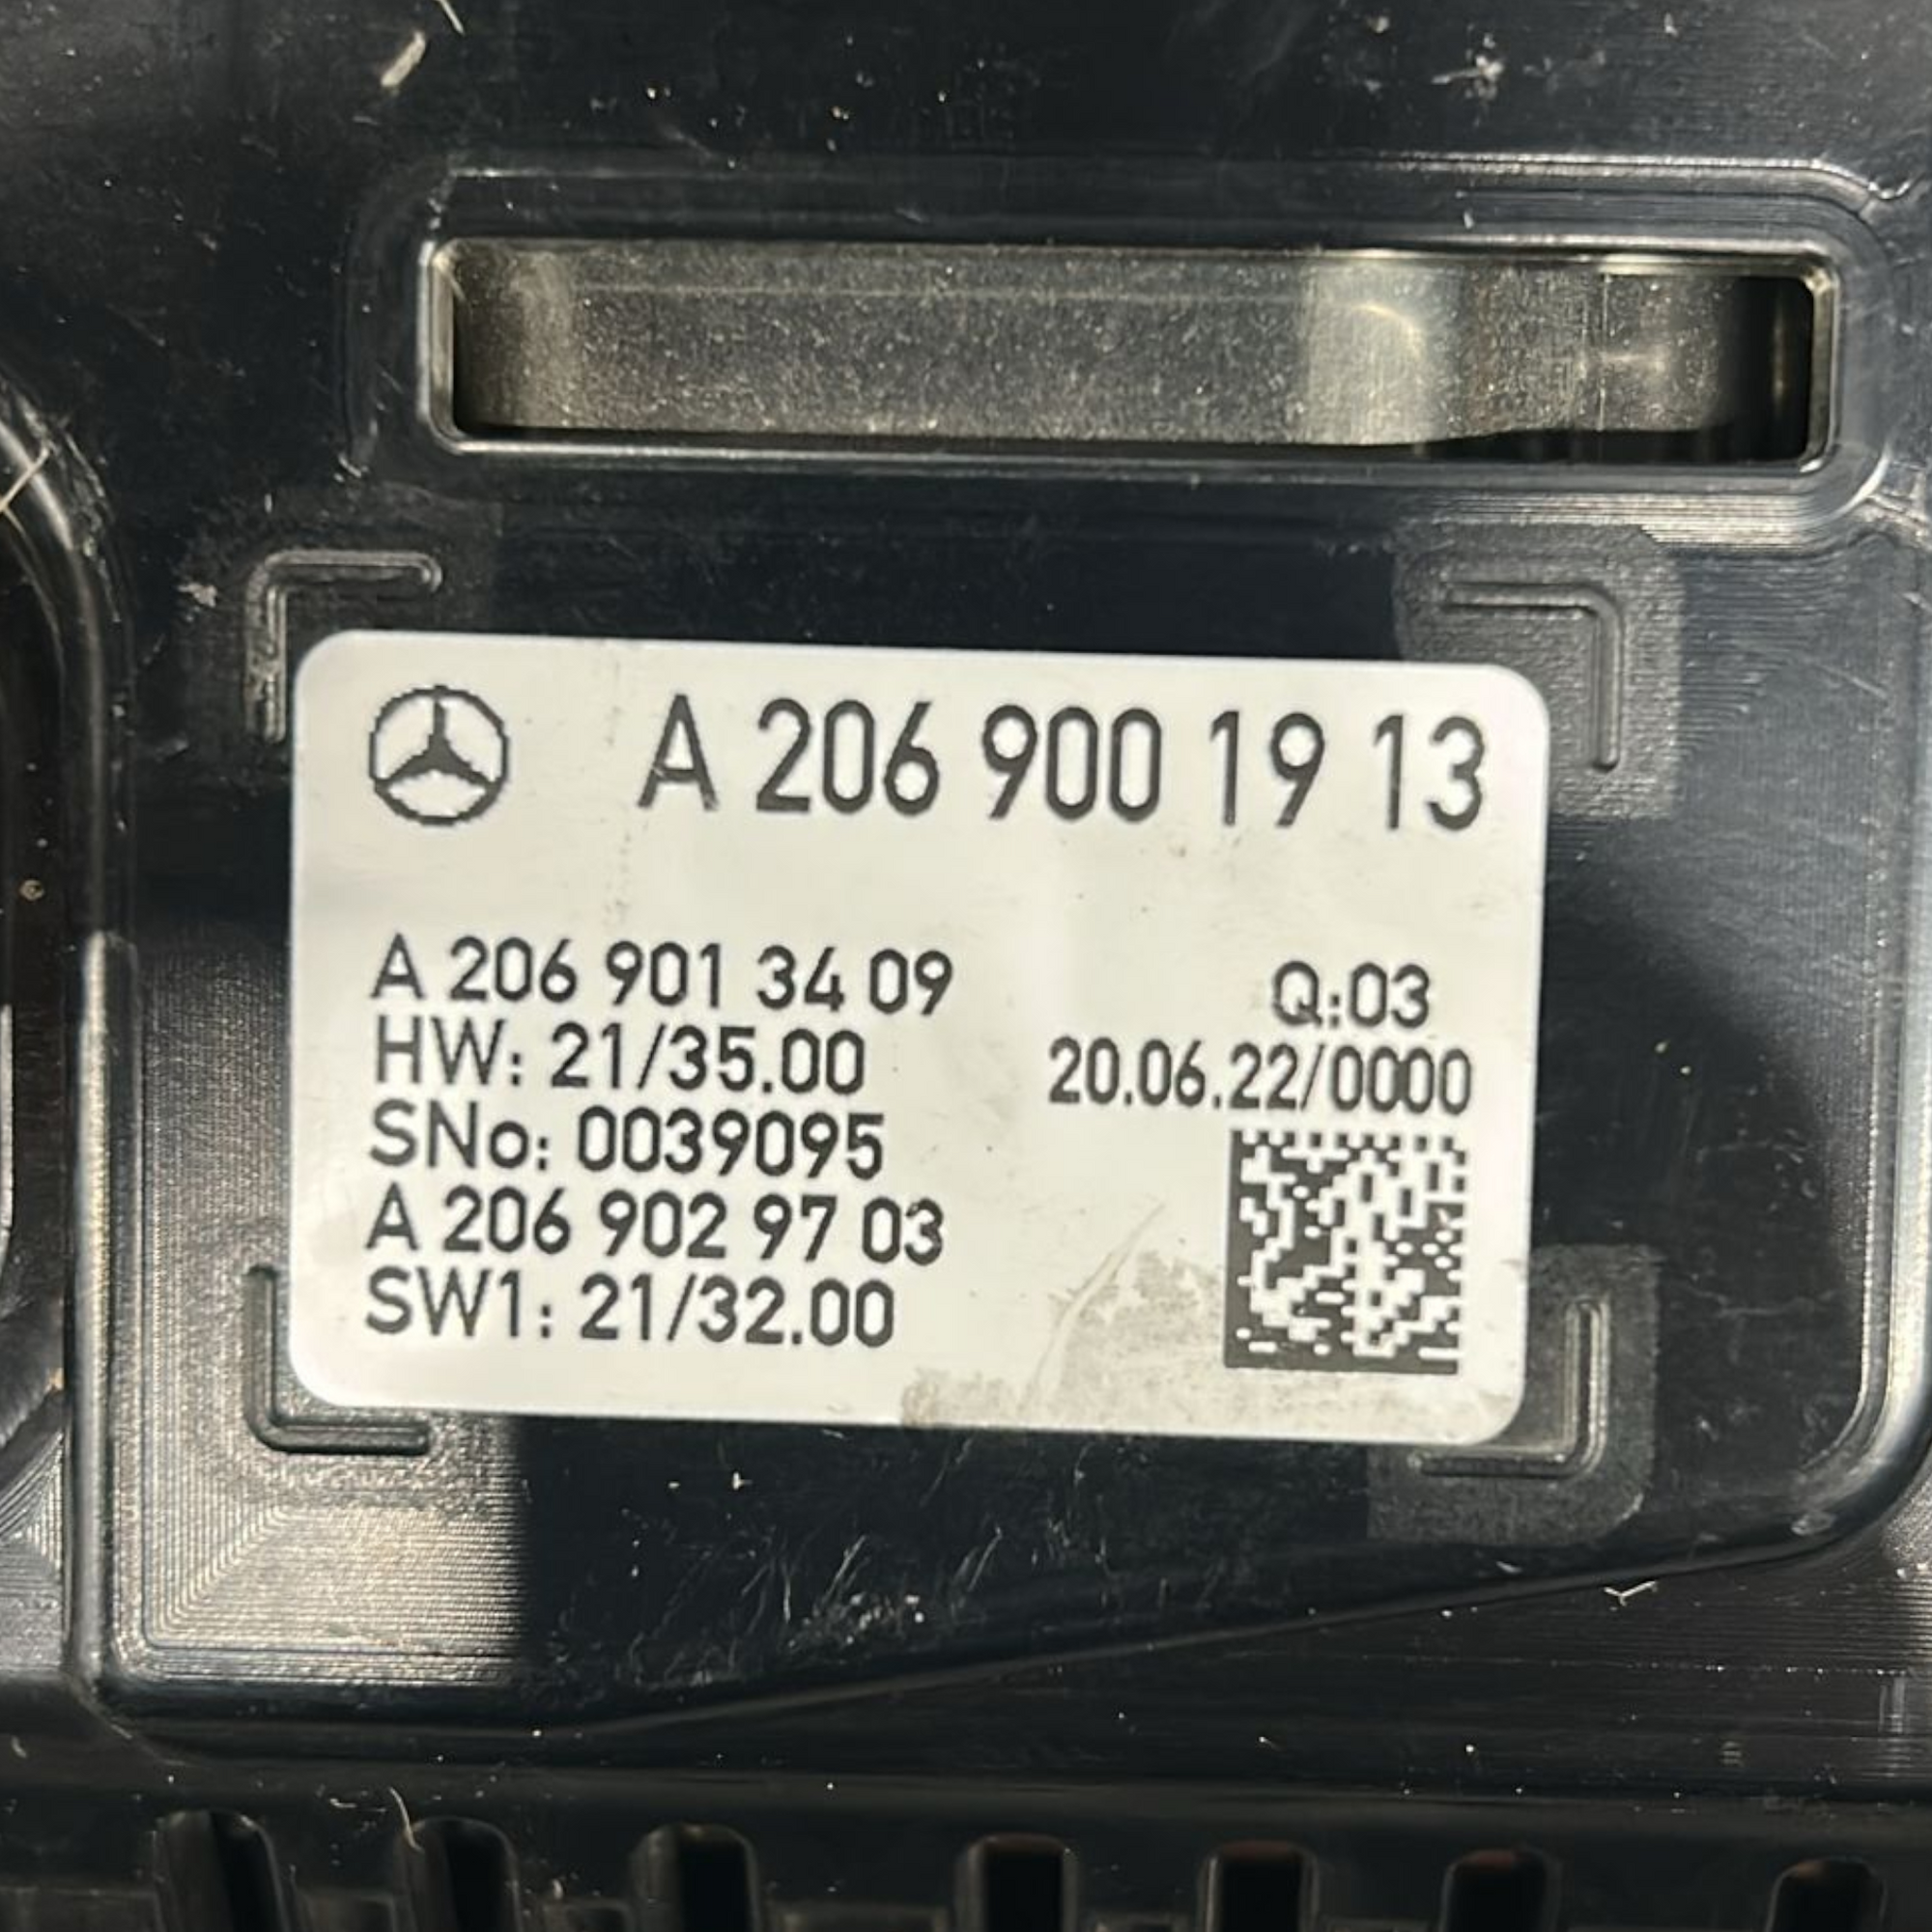 A 206 900 19 13
A 206 901 34 09
Q:03
HW: 21/35.00
20.06.22/0000
SNo: 0039095
A 206 902 97 03
SW1: 21/32.00